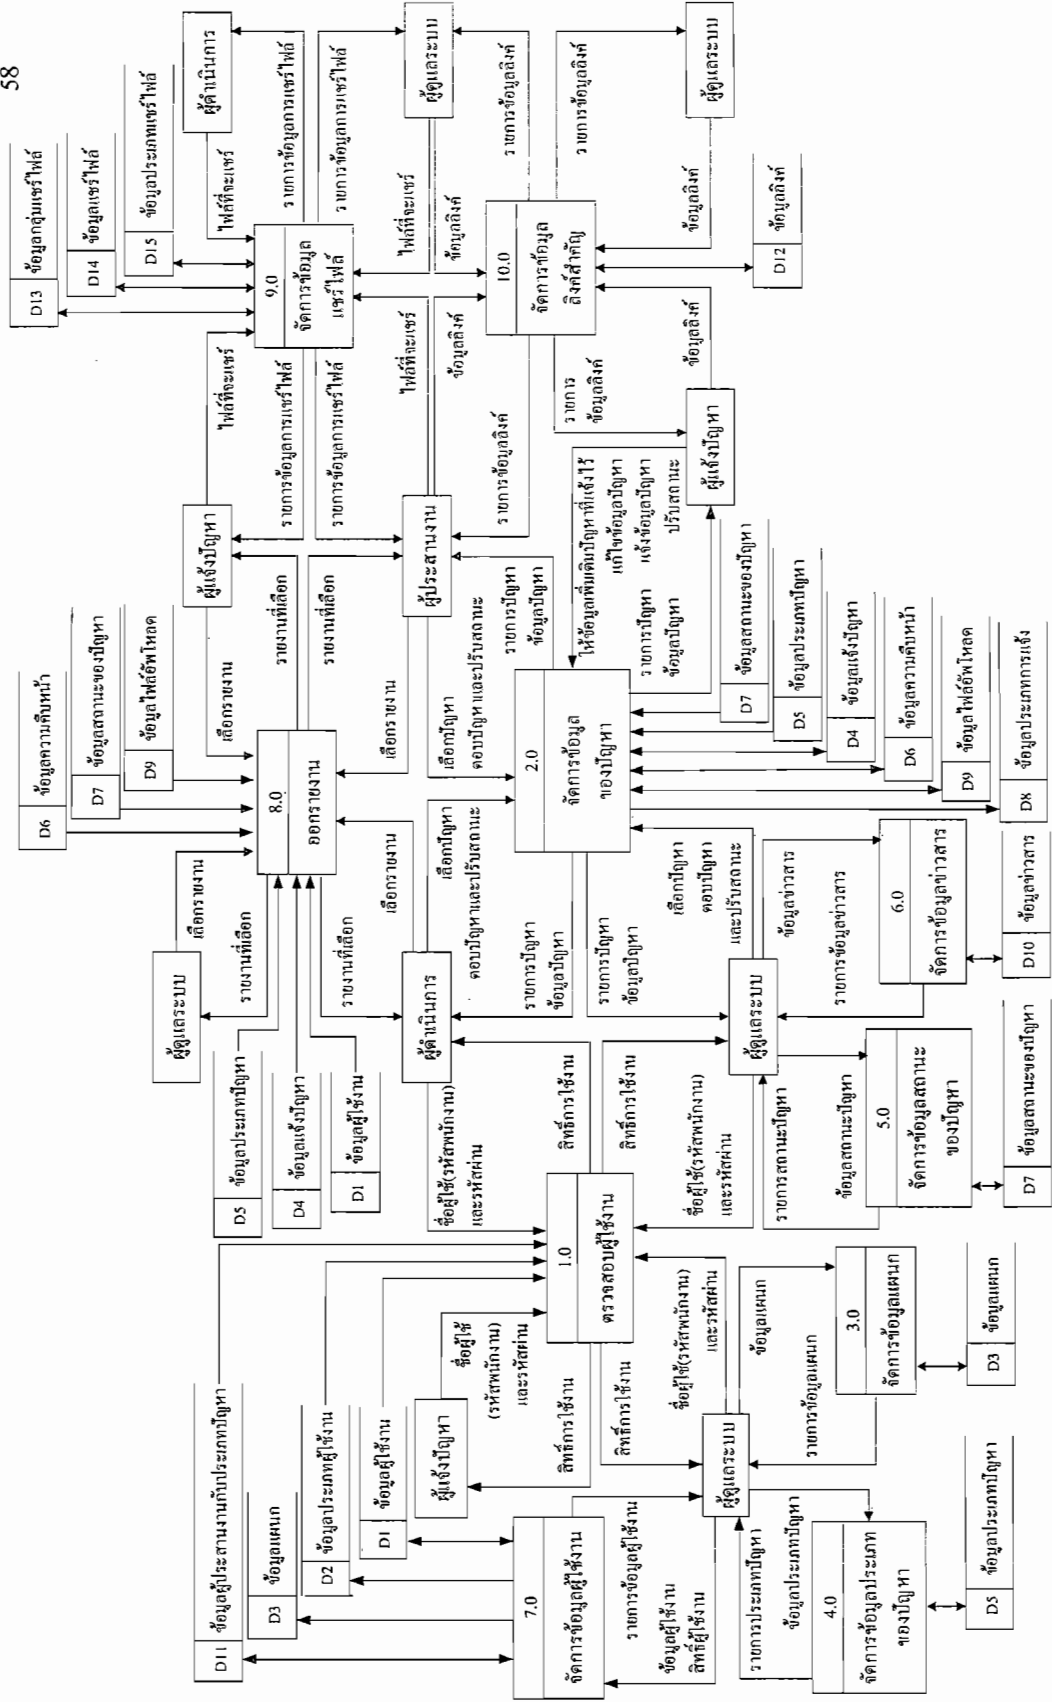 58
D13 ข้อมูลกลุ่มแชร์ไฟล์
D14 ข้อมูลแชร์ไฟล์
D15 ข้อมูลประเภทแชร์ไฟล์
ผู้ดำเนินการ
ไฟล์ที่จะแชร์
รายการข้อมูลการแชร์ไฟล์
รายการข้อมูลการแชร์ไฟล์
9.0
จัดการข้อมูล
แชร์ไฟล์
ไฟล์ที่จะแชร์
รายการข้อมูลการแชร์ไฟล์
รายการข้อมูลการแชร์ไฟล์
ผู้ดูแลระบบ
ไฟล์ที่จะแชร์
ข้อมูลลิงค์
รายการข้อมูลลิงค์
รายการข้อมูลลิงค์
ผู้ดูแลระบบ
ข้อมูลลิงค์
10.0
จัดการข้อมูล
ลิงค์สำคัญ
D12 ข้อมูลลิงค์
ไฟล์ที่จะแชร์
ข้อมูลลิงค์
รายการข้อมูลลิงค์
รายการ
ข้อมูลลิงค์
ข้อมูลลิงค์
ผู้แจ้งปัญหา
ผู้ประสานงาน
ผู้แจ้งปัญหา
D6 ข้อมูลความคืบหน้า
D7 ข้อมูลสถานะของปัญหา
D9 ข้อมูลไฟล์อัพโหลด
เลือกรายงาน
รายงานที่เลือก
รายงานที่เลือก
8.0
ออกรายงาน
เลือกรายงาน
เลือกรายงาน
ผู้ดูแลระบบ
เลือกรายงาน
รายงานที่เลือก
รายงานที่เลือก
D5 ข้อมูลประเภทปัญหา
D4 ข้อมูลแจ้งปัญหา
D1 ข้อมูลผู้ใช้งาน
เลือกปัญหา
ตอบปัญหาและปรับสถานะ
รายการปัญหา
ข้อมูลปัญหา
ให้ข้อมูลเพิ่มเติมปัญหาที่แจ้งไว้
แก้ไขข้อมูลปัญหา
แจ้งข้อมูลปัญหา
ปรับสถานะ
รายการปัญหา
ข้อมูลปัญหา
2.0
จัดการข้อมูล
ของปัญหา
D7 ข้อมูลสถานะของปัญหา
D5 ข้อมูลประเภทปัญหา
D4 ข้อมูลแจ้งปัญหา
D6 ข้อมูลความคืบหน้า
D9 ข้อมูลไฟล์อัพโหลด
D8 ข้อมูลประเภทการแจ้ง
ผู้ดำเนินการ
เลือกปัญหา
ตอบปัญหาและปรับสถานะ
รายการปัญหา
ข้อมูลปัญหา
รายการปัญหา
ข้อมูลปัญหา
เลือกปัญหา
ตอบปัญหา
และปรับสถานะ
ผู้ดูแลระบบ
ข้อมูลข่าวสาร
รายการข้อมูลข่าวสาร
6.0
จัดการข้อมูลข่าวสาร
D10 ข้อมูลข่าวสาร
รายการสถานะปัญหา
ข้อมูลสถานะปัญหา
5.0
จัดการข้อมูลสถานะ
ของปัญหา
D7 ข้อมูลสถานะของปัญหา
ชื่อผู้ใช้(รหัสพนักงาน)
และรหัสผ่าน
สิทธิ์การใช้งาน
สิทธิ์การใช้งาน
ชื่อผู้ใช้(รหัสพนักงาน)
และรหัสผ่าน
1.0
ตรวจสอบผู้ใช้งาน
ชื่อผู้ใช้
(รหัสพนักงาน)
และรหัสผ่าน
สิทธิ์การใช้งาน
สิทธิ์การใช้งาน
ชื่อผู้ใช้(รหัสพนักงาน)
และรหัสผ่าน
ผู้แจ้งปัญหา
ผู้ดูแลระบบ
ข้อมูลแผนก
รายการข้อมูลแผนก
3.0
จัดการข้อมูลแผนก
D3 ข้อมูลแผนก
D11 ข้อมูลผู้ประสานงานกับประเภทปัญหา
D3 ข้อมูลแผนก
D2 ข้อมูลประเภทผู้ใช้งาน
D1 ข้อมูลผู้ใช้งาน
7.0
จัดการข้อมูลผู้ใช้งาน
รายการข้อมูลผู้ใช้งาน
ข้อมูลผู้ใช้งาน
สิทธิ์ผู้ใช้งาน
รายการประเภทปัญหา
ข้อมูลประเภทปัญหา
4.0
จัดการข้อมูลประเภท
ของปัญหา
D5 ข้อมูลประเภทปัญหา